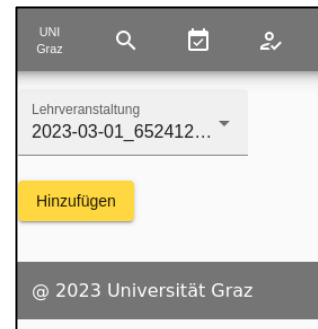 UNI
Graz
Lehrveranstaltung
2023-03-01_652412...
Hinzufügen
@ 2023 Universität Graz